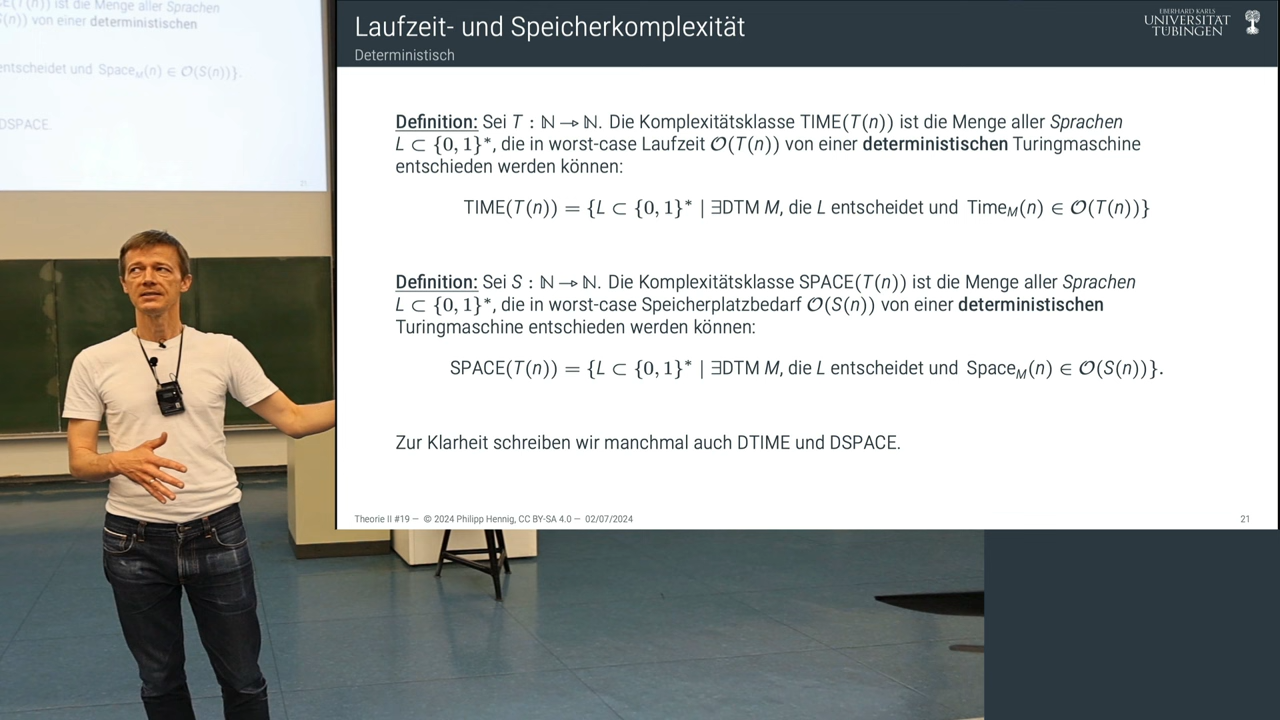 E(T(n)) ist die Menge aller Sprachen
S(n)) von einer deterministischen
entscheidet und Space_M(n) ∈ 𝒪(S(n))}.
DSPACE.
21
Laufzeit- und Speicherkomplexität
Deterministisch
EBERHARD KARLS
UNIVERSITÄT
TÜBINGEN
Definition: Sei T : ℕ → ℕ. Die Komplexitätsklasse TIME(T(n)) ist die Menge aller Sprachen
L ⊂ {0, 1}*, die in worst-case Laufzeit 𝒪(T(n)) von einer deterministischen Turingmaschine
entschieden werden können:
TIME(T(n)) = {L ⊂ {0, 1}* | ∃DTM M, die L entscheidet und Time_M(n) ∈ 𝒪(T(n))}
Definition: Sei S : ℕ → ℕ. Die Komplexitätsklasse SPACE(T(n)) ist die Menge aller Sprachen
L ⊂ {0, 1}*, die in worst-case Speicherplatzbedarf 𝒪(S(n)) von einer deterministischen
Turingmaschine entschieden werden können:
SPACE(T(n)) = {L ⊂ {0, 1}* | ∃DTM M, die L entscheidet und Space_M(n) ∈ 𝒪(S(n))}.
Zur Klarheit schreiben wir manchmal auch DTIME und DSPACE.
Theorie II #19 — © 2024 Philipp Hennig, CC BY-SA 4.0 — 02/07/2024
21